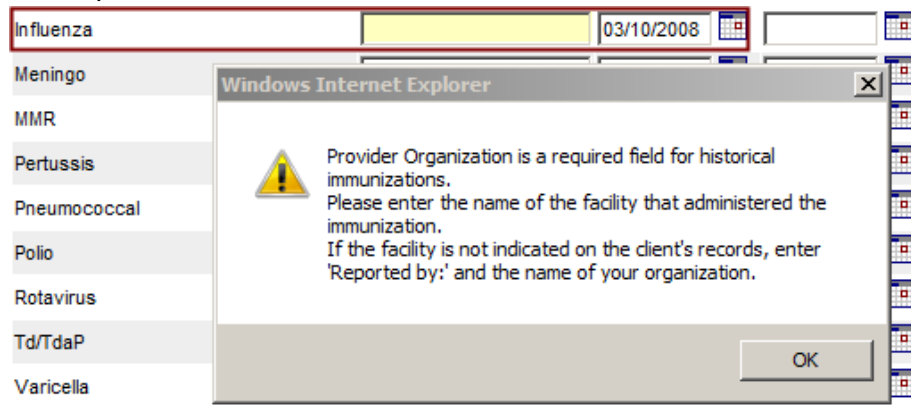 Influenza 03/10/2008
Meningo
Windows Internet Explorer
MMR
Provider Organization is a required field for historical
immunizations.
Pertussis
Please enter the name of the facility that administered the
Pneumococcal
immunization.
If the facility is not indicated on the client's records, enter
Polio
'Reported by:' and the name of your organization.
Rotavirus
Td/TdaP
OK
Varicella